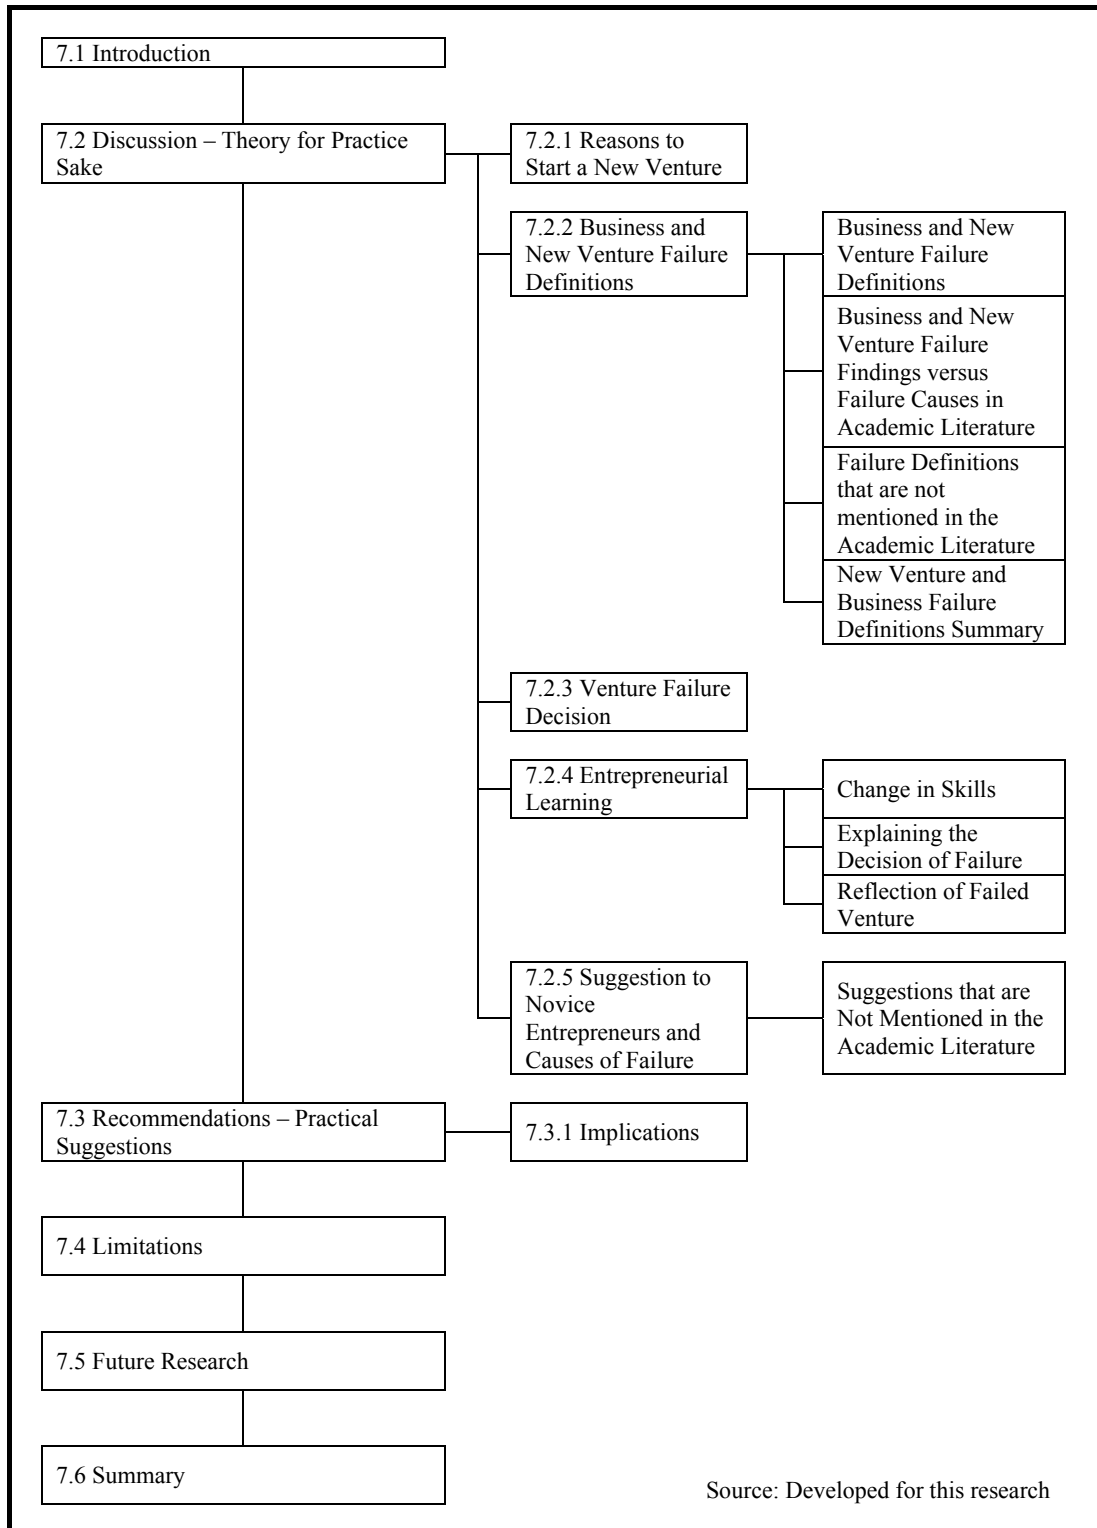 7.1 Introduction
7.2 Discussion – Theory for Practice
Sake
7.2.1 Reasons to
Start a New Venture
7.2.2 Business and
New Venture Failure
Definitions
Business and New
Venture Failure
Definitions
Business and New
Venture Failure
Findings versus
Failure Causes in
Academic Literature
Failure Definitions
that are not
mentioned in the
Academic Literature
New Venture and
Business Failure
Definitions Summary
7.2.3 Venture Failure
Decision
7.2.4 Entrepreneurial
Learning
Change in Skills
Explaining the
Decision of Failure
Reflection of Failed
Venture
7.2.5 Suggestion to
Novice
Entrepreneurs and
Causes of Failure
Suggestions that are
Not Mentioned in the
Academic Literature
7.3 Recommendations – Practical
Suggestions
7.3.1 Implications
7.4 Limitations
7.5 Future Research
7.6 Summary
Source: Developed for this research